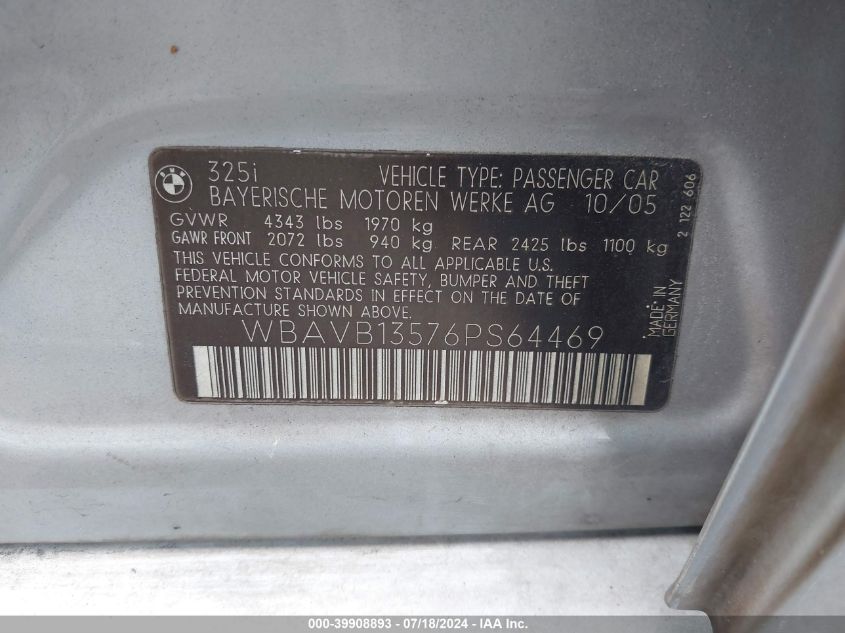 BMW
325i VEHICLE TYPE: PASSENGER CAR
BAYERISCHE MOTOREN WERKE AG 10/05
GVWR 4343 lbs 1970 kg
GAWR FRONT 2072 lbs 940 kg REAR 2425 lbs 1100 kg
THIS VEHICLE CONFORMS TO ALL APPLICABLE U.S.
FEDERAL MOTOR VEHICLE SAFETY, BUMPER AND THEFT
PREVENTION STANDARDS IN EFFECT ON THE DATE OF
MANUFACTURE SHOWN ABOVE.
WBAVB13576PS64469
2 122 606
MADE IN
GERMANY
000-39908893 / 07/18/2024 - IAA Inc.